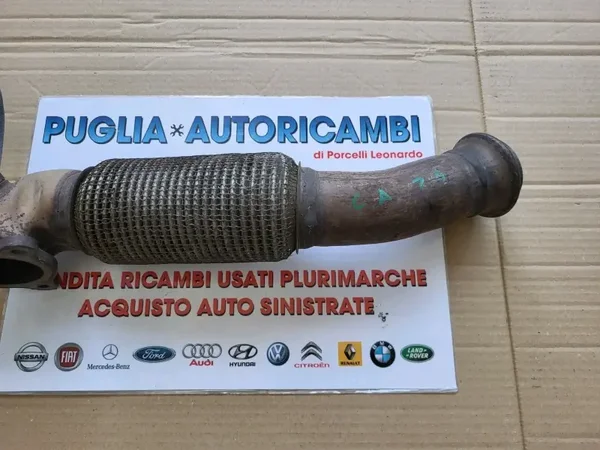 PUGLIA AUTORICAMBI
di Porcelli Leonardo
NDITA RICAMBI USATI PLURIMARCHE
ACQUISTO AUTO SINISTRATE
NISSAN FIAT Mercedes-Benz Ford Audi HYUNDAI CITROËN RENAULT BMW LAND ROVER